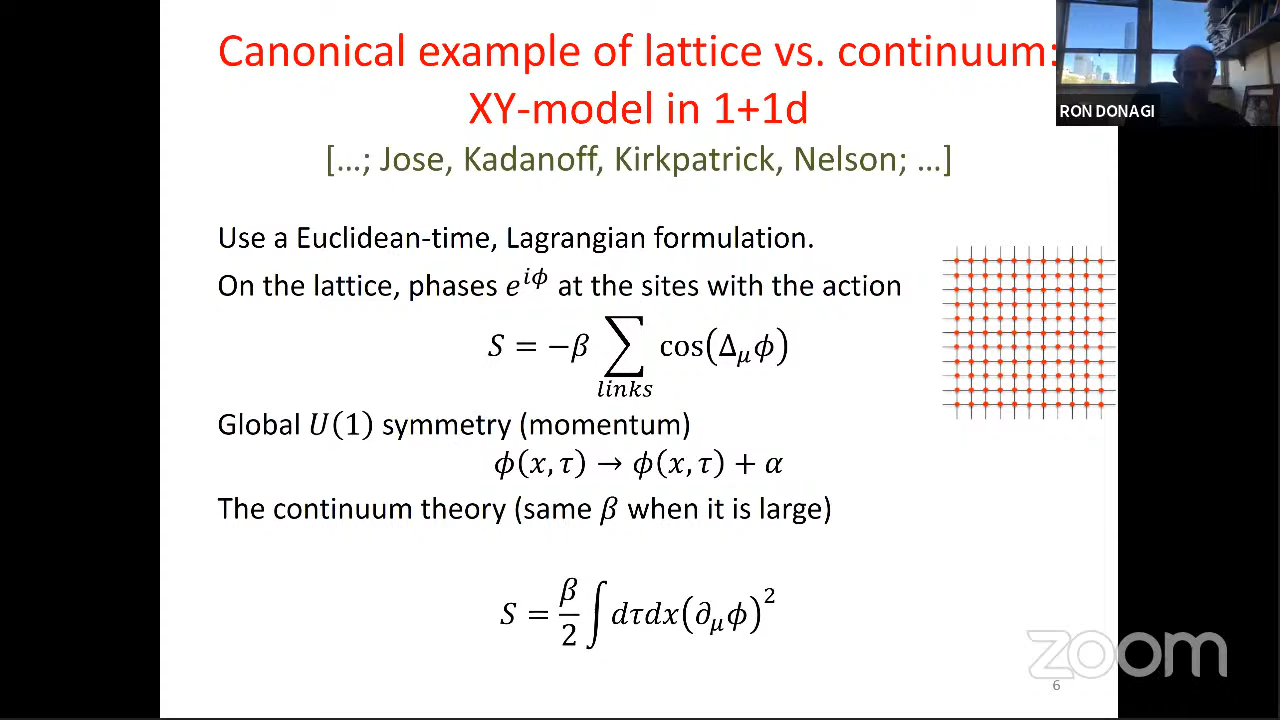 Canonical example of lattice vs. continuum:
XY-model in 1+1d
[…; Jose, Kadanoff, Kirkpatrick, Nelson; …]
RON DONAGI
Use a Euclidean-time, Lagrangian formulation.
On the lattice, phases e^{iϕ} at the sites with the action
S = −β ∑_{links} cos(Δ_μ ϕ)
Global U(1) symmetry (momentum)
ϕ(x, τ) → ϕ(x, τ) + α
The continuum theory (same β when it is large)
S = β/2 ∫ dτdx(∂_μ ϕ)^2
zoom
6